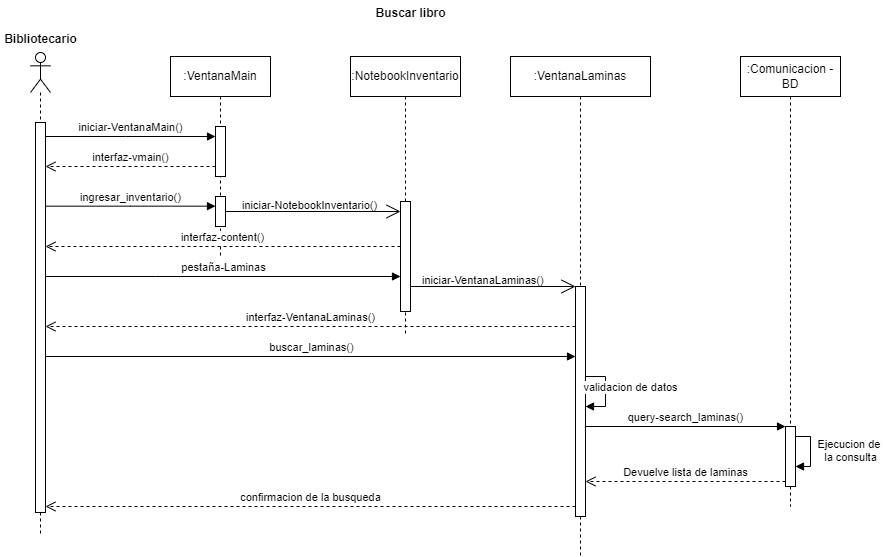 Buscar libro
Bibliotecario
:VentanaMain
:NotebookInventario
:VentanaLaminas
:Comunicacion -
BD
iniciar-VentanaMain()
interfaz-vmain()
ingresar_inventario()
iniciar-NotebookInventario()
interfaz-content()
pestaña-Laminas
iniciar-VentanaLaminas()
interfaz-VentanaLaminas()
buscar_laminas()
validacion de datos
query-search_laminas()
Ejecucion de
la consulta
Devuelve lista de laminas
confirmacion de la busqueda